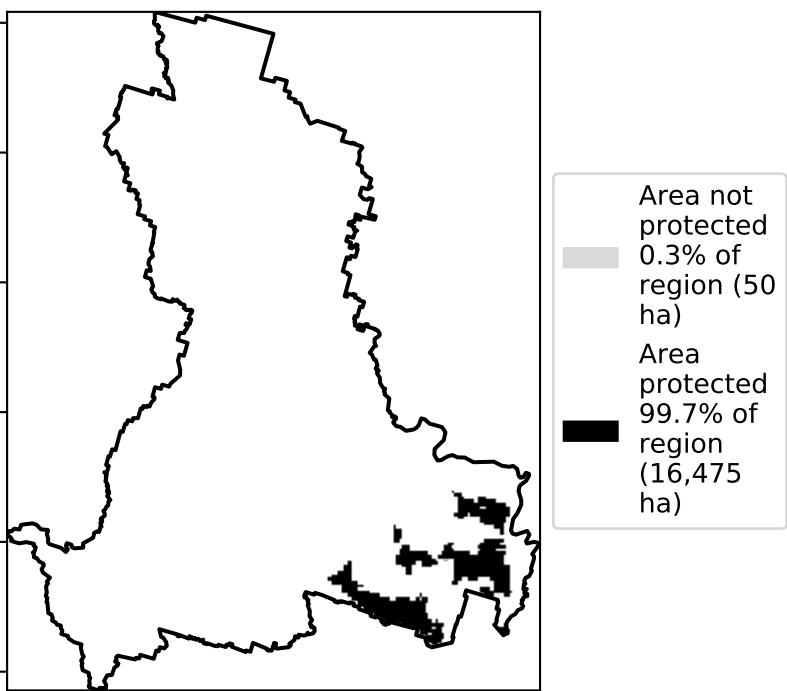 Area not
protected
0.3% of
region (50
ha)
Area
protected
99.7% of
region
(16,475
ha)